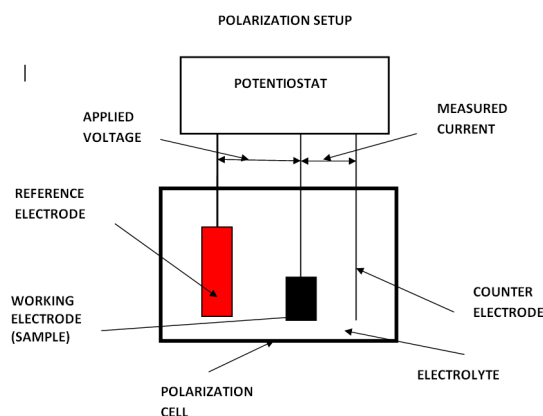 POLARIZATION SETUP
POTENTIOSTAT
APPLIED
VOLTAGE
MEASURED
CURRENT
REFERENCE
ELECTRODE
WORKING
ELECTRODE
(SAMPLE)
COUNTER
ELECTRODE
ELECTROLYTE
POLARIZATION
CELL